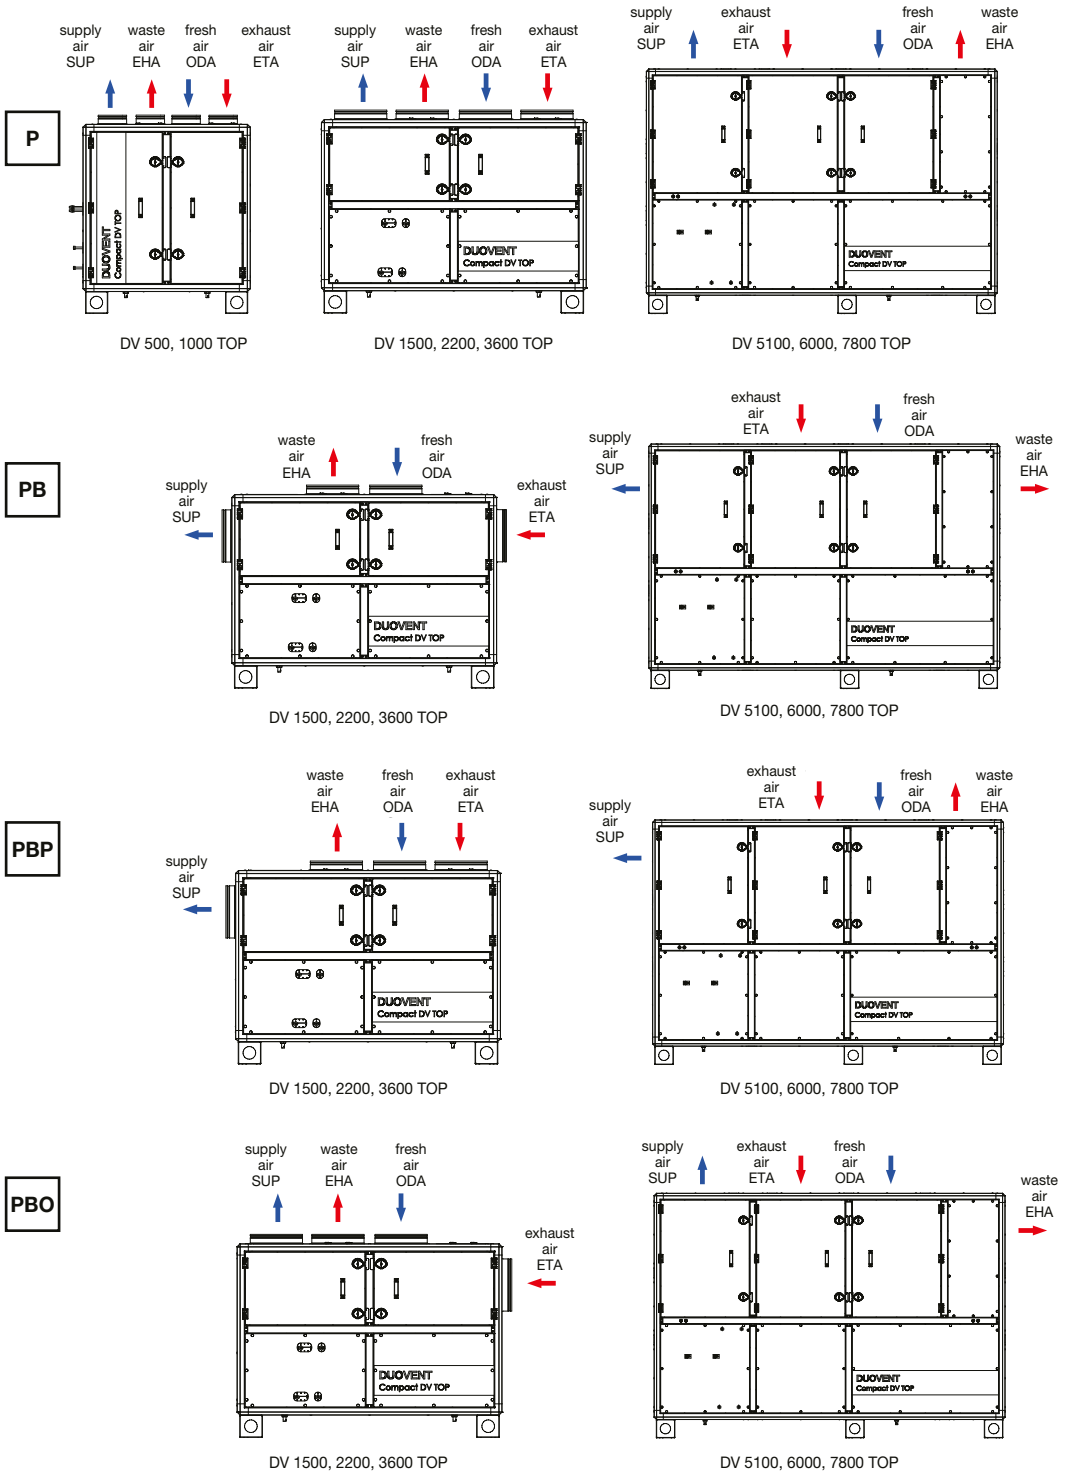 supply
air
SUP
waste
air
EHA
fresh
air
ODA
exhaust
air
ETA
supply
air
SUP
waste
air
EHA
fresh
air
ODA
exhaust
air
ETA
supply
air
SUP
exhaust
air
ETA
fresh
air
ODA
waste
air
EHA
P
DUOVENT
Compact DV TOP
DUOVENT
Compact DV TOP
DUOVENT
Compact DV TOP
DV 500, 1000 TOP
DV 1500, 2200, 3600 TOP
DV 5100, 6000, 7800 TOP
PB
supply
air
SUP
waste
air
EHA
fresh
air
ODA
exhaust
air
ETA
supply
air
SUP
exhaust
air
ETA
fresh
air
ODA
waste
air
EHA
DUOVENT
Compact DV TOP
DUOVENT
Compact DV TOP
DV 1500, 2200, 3600 TOP
DV 5100, 6000, 7800 TOP
PBP
supply
air
SUP
waste
air
EHA
fresh
air
ODA
exhaust
air
ETA
supply
air
SUP
exhaust
air
ETA
fresh
air
ODA
waste
air
EHA
DUOVENT
Compact DV TOP
DUOVENT
Compact DV TOP
DV 1500, 2200, 3600 TOP
DV 5100, 6000, 7800 TOP
PBO
supply
air
SUP
waste
air
EHA
fresh
air
ODA
exhaust
air
ETA
supply
air
SUP
exhaust
air
ETA
fresh
air
ODA
waste
air
EHA
DUOVENT
Compact DV TOP
DUOVENT
Compact DV TOP
DV 1500, 2200, 3600 TOP
DV 5100, 6000, 7800 TOP